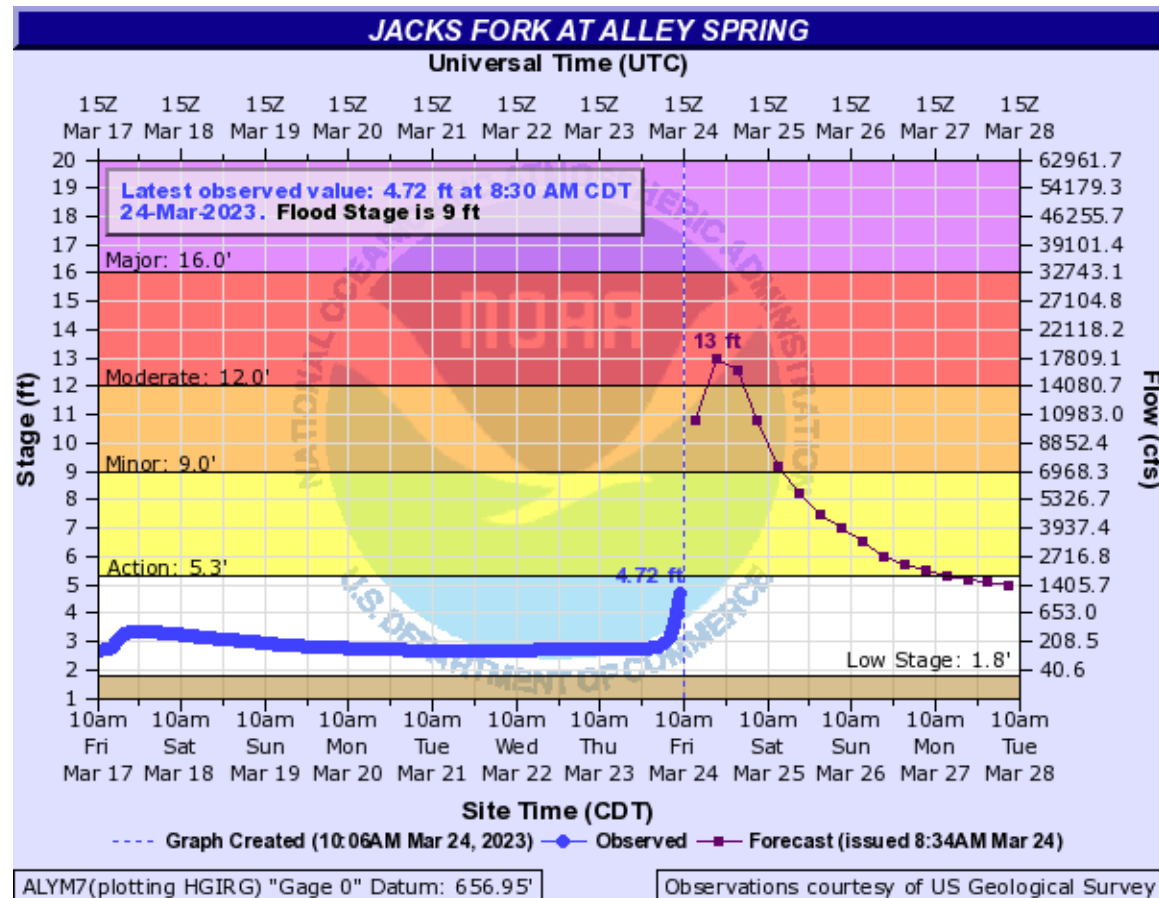 JACKS FORK AT ALLEY SPRING
Universal Time (UTC)
15Z 15Z 15Z 15Z 15Z 15Z 15Z 15Z 15Z 15Z 15Z 15Z
Mar 17 Mar 18 Mar 19 Mar 20 Mar 21 Mar 22 Mar 23 Mar 24 Mar 25 Mar 26 Mar 27 Mar 28
Latest observed value: 4.72 ft at 8:30 AM CDT
24-Mar-2023. Flood Stage is 9 ft
Stage (ft)
20
19
18
17
16
15
14
13
12
11
10
9
8
7
6
5
4
3
2
1
Major: 16.0'
Moderate: 12.0'
Minor: 9.0'
Action: 5.3'
Low Stage: 1.8'
13 ft
4.72 ft
NOAA
NATIONAL OCEANIC AND ATMOSPHERIC ADMINISTRATION
U.S. DEPARTMENT OF COMMERCE
62961.7
54179.3
46255.7
39101.4
32743.1
27104.8
22118.2
17809.1
14080.7
10983.0
8852.4
6968.3
5326.7
3937.4
2716.8
1405.7
653.0
208.5
40.6
Flow (cfs)
10am 10am 10am 10am 10am 10am 10am 10am 10am 10am 10am 10am
Fri Sat Sun Mon Tue Wed Thu Fri Sat Sun Mon Tue
Mar 17 Mar 18 Mar 19 Mar 20 Mar 21 Mar 22 Mar 23 Mar 24 Mar 25 Mar 26 Mar 27 Mar 28
Site Time (CDT)
Graph Created (10:06AM Mar 24, 2023) Observed Forecast (issued 8:34AM Mar 24)
ALYM7(plotting HGIRG) "Gage 0" Datum: 656.95'
Observations courtesy of US Geological Survey